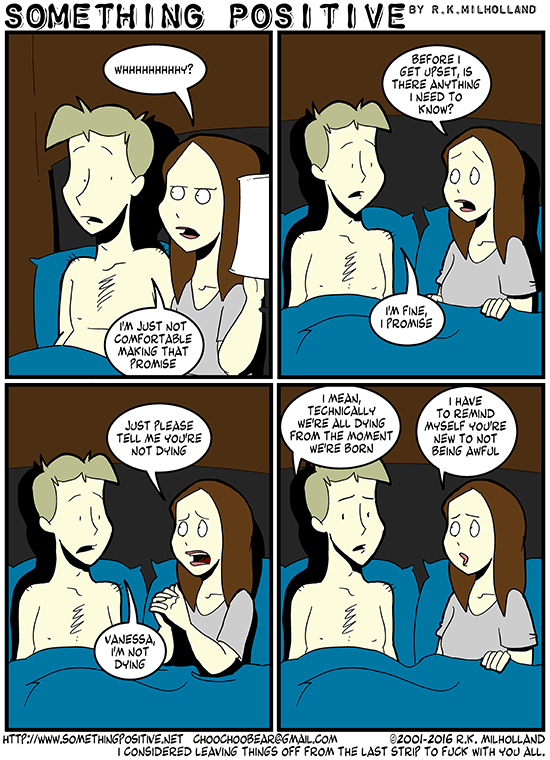 SOMETHING POSITIVE BY R.K.MILHOLLAND
WHHHHHHHHHY?
I'M JUST NOT
COMFORTABLE
MAKING THAT
PROMISE
BEFORE I
GET UPSET, IS
THERE ANYTHING
I NEED TO
KNOW?
I'M FINE,
I PROMISE
JUST PLEASE
TELL ME YOU'RE
NOT DYING
VANESSA,
I'M NOT
DYING
I MEAN,
TECHNICALLY
WE'RE ALL DYING
FROM THE MOMENT
WE'RE BORN
I HAVE
TO REMIND
MYSELF YOU'RE
NEW TO NOT
BEING AWFUL
HTTP://WWW.SOMETHINGPOSITIVE.NET CHOOCHOOBEAR@GMAIL.COM ©2001-2016 R.K. MILHOLLAND
I CONSIDERED LEAVING THINGS OFF FROM THE LAST STRIP TO FUCK WITH YOU ALL.